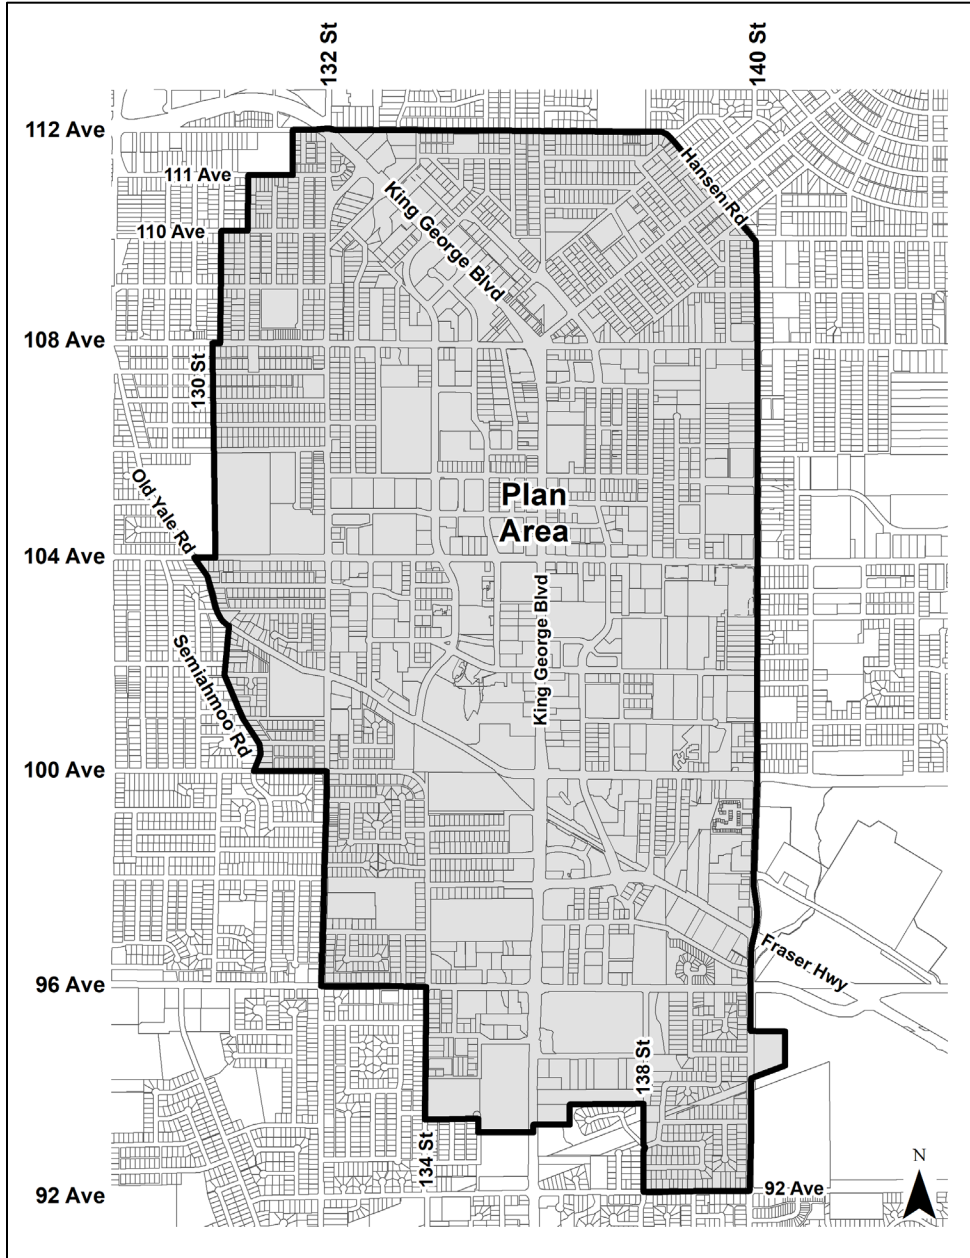 132 St
140 St
112 Ave
Hansen Rd
111 Ave
King George Blvd
110 Ave
108 Ave
130 St
Old Yale Rd
Plan
Area
104 Ave
King George Blvd
Semiahmoo Rd
100 Ave
Fraser Hwy
96 Ave
138 St
134 St
N
92 Ave
92 Ave